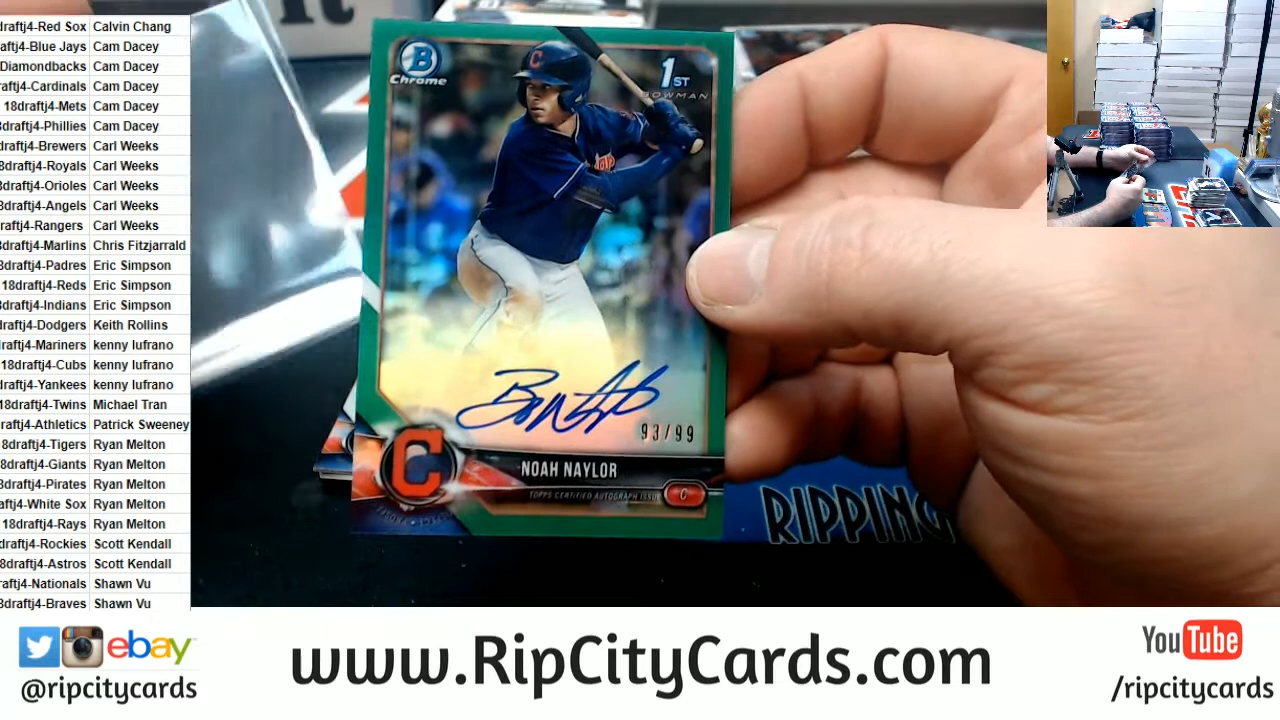 draftj4-Red Sox Calvin Chang
aftj4-Blue Jays Cam Dacey
Diamondbacks Cam Dacey
raftj4-Cardinals Cam Dacey
18draftj4-Mets Cam Dacey
8draftj4-Phillies Cam Dacey
draftj4-Brewers Carl Weeks
8draftj4-Royals Carl Weeks
8draftj4-Orioles Carl Weeks
8draftj4-Angels Carl Weeks
raftj4-Rangers Carl Weeks
8draftj4-Marlins Chris Fitzjarrald
8draftj4-Padres Eric Simpson
18draftj4-Reds Eric Simpson
8draftj4-Indians Eric Simpson
draftj4-Dodgers Keith Rollins
raftj4-Mariners kenny lufrano
18draftj4-Cubs kenny lufrano
draftj4-Yankees kenny lufrano
18draftj4-Twins Michael Tran
raftj4-Athletics Patrick Sweeney
8draftj4-Tigers Ryan Melton
8draftj4-Giants Ryan Melton
8draftj4-Pirates Ryan Melton
aftj4-White Sox Ryan Melton
18draftj4-Rays Ryan Melton
draftj4-Rockies Scott Kendall
8draftj4-Astros Scott Kendall
aftj4-Nationals Shawn Vu
8draftj4-Braves Shawn Vu
B
Chrome
1ST
BOWMAN
C
93/99
C
NOAH NAYLOR
TOPPS CERTIFIED AUTOGRAPH ISSUE
C
RIPPING
ebay
@ripcitycards
www.RipCityCards.com
YouTube
/ripcitycards